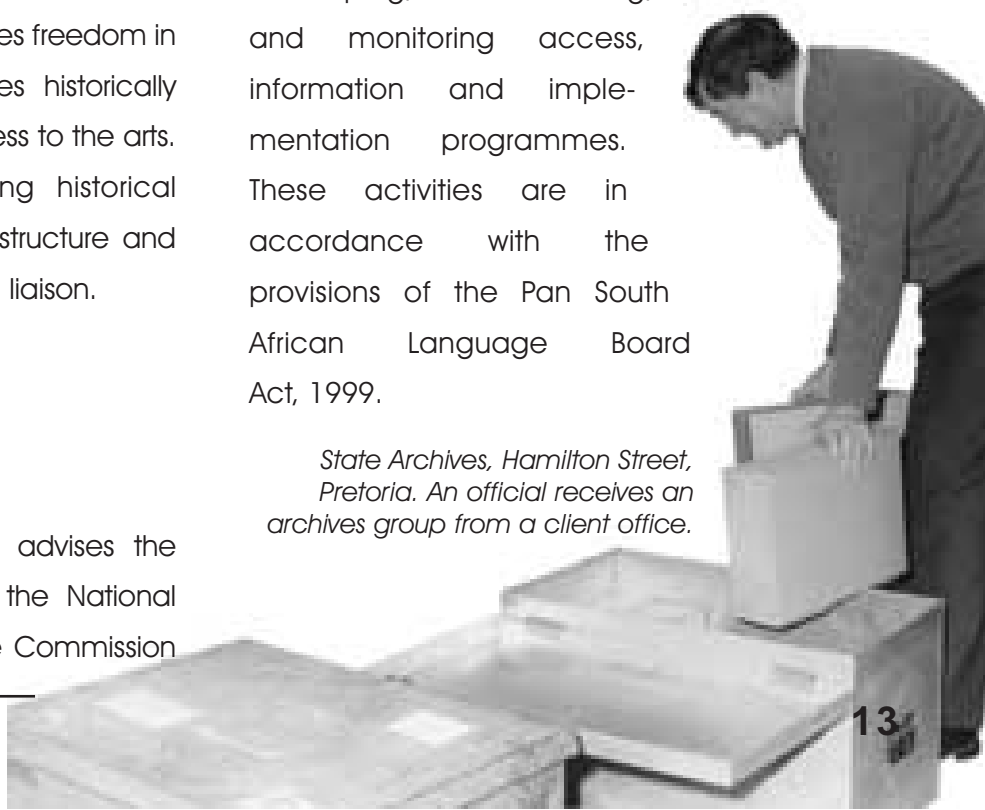 es freedom in
es historically
ess to the arts.
ng historical
structure and
liaison.
advises the
the National
Commission
and monitoring access,
information and imple-
mentation programmes.
These activities are in
accordance with the
provisions of the Pan South
African Language Board
Act, 1999.
State Archives, Hamilton Street,
Pretoria. An official receives an
archives group from a client office.
13